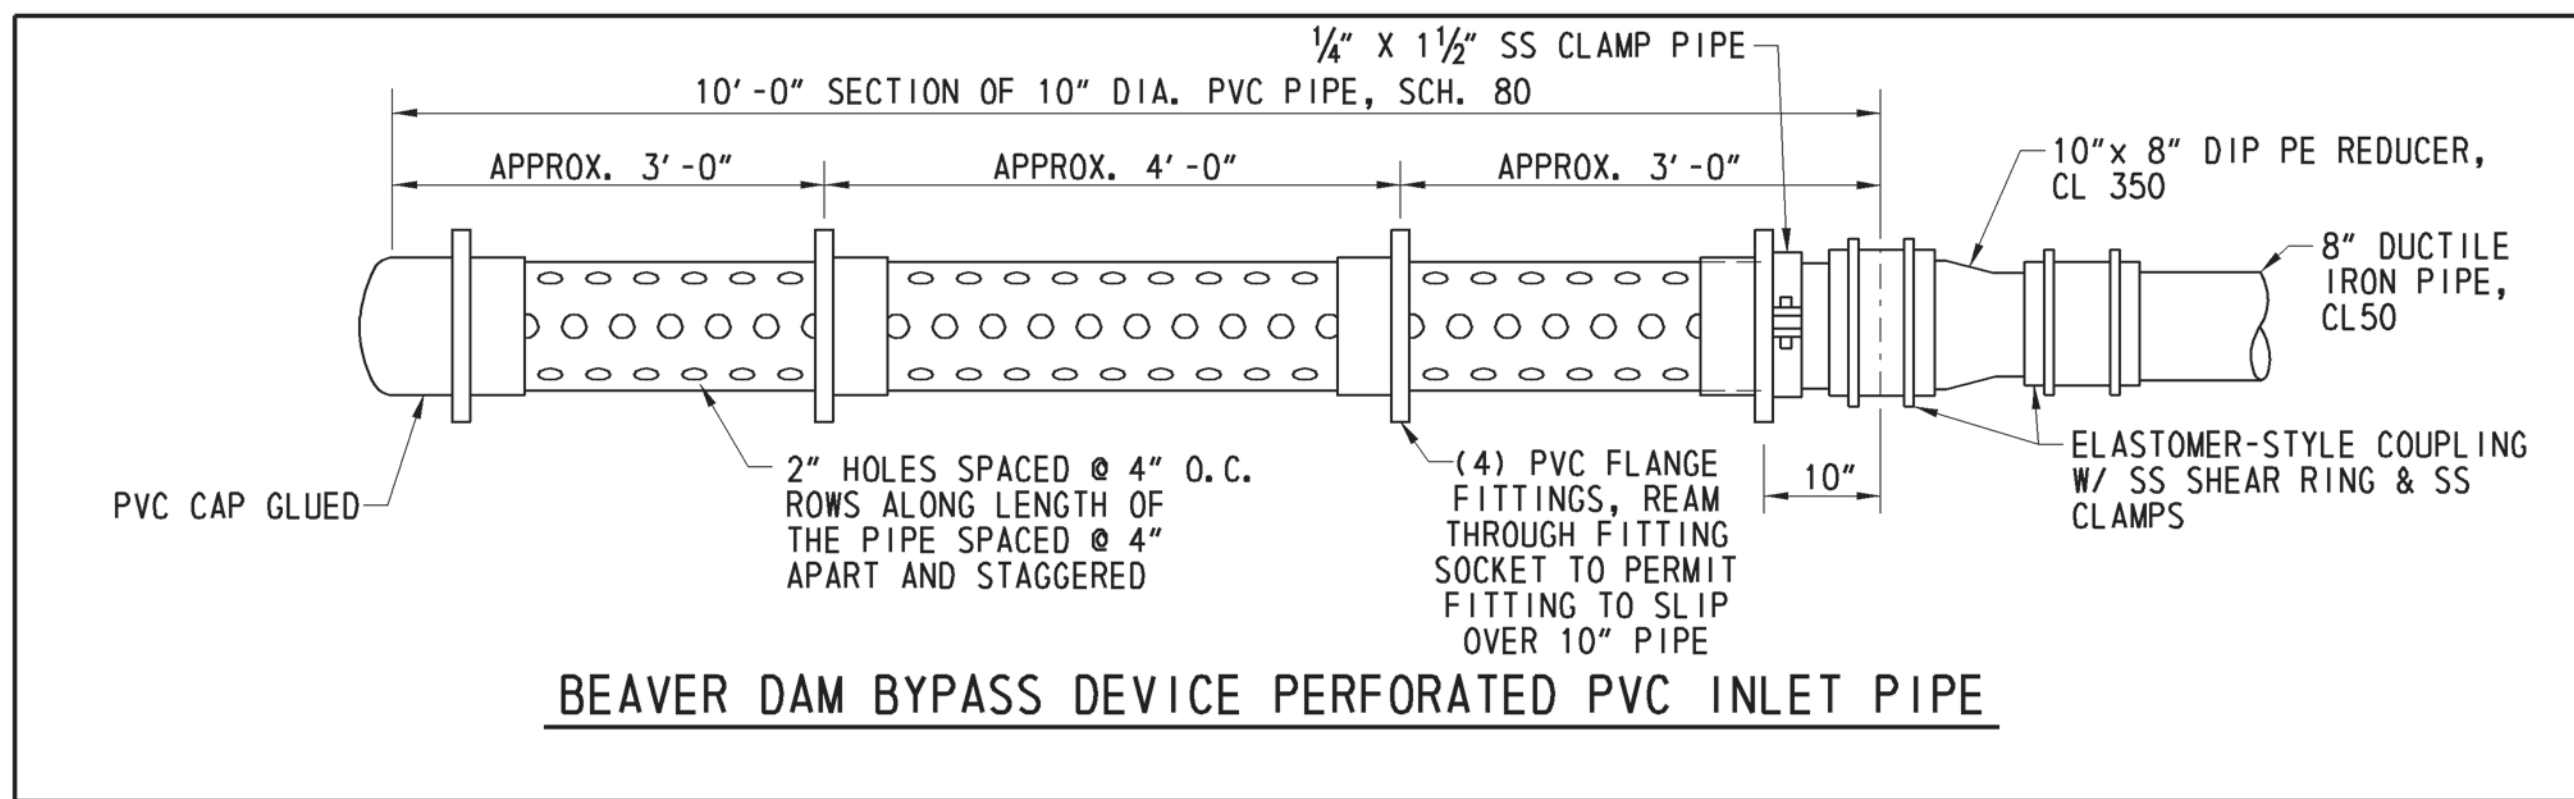 ¼" X 1½" SS CLAMP PIPE
10'-0" SECTION OF 10" DIA. PVC PIPE, SCH. 80
APPROX. 3'-0"
APPROX. 4'-0"
APPROX. 3'-0"
10"x 8" DIP PE REDUCER,
CL 350
8" DUCTILE
IRON PIPE,
CL50
PVC CAP GLUED
2" HOLES SPACED @ 4" O.C.
ROWS ALONG LENGTH OF
THE PIPE SPACED @ 4"
APART AND STAGGERED
(4) PVC FLANGE
FITTINGS, REAM
THROUGH FITTING
SOCKET TO PERMIT
FITTING TO SLIP
OVER 10" PIPE
10"
ELASTOMER-STYLE COUPLING
W/ SS SHEAR RING & SS
CLAMPS
BEAVER DAM BYPASS DEVICE PERFORATED PVC INLET PIPE